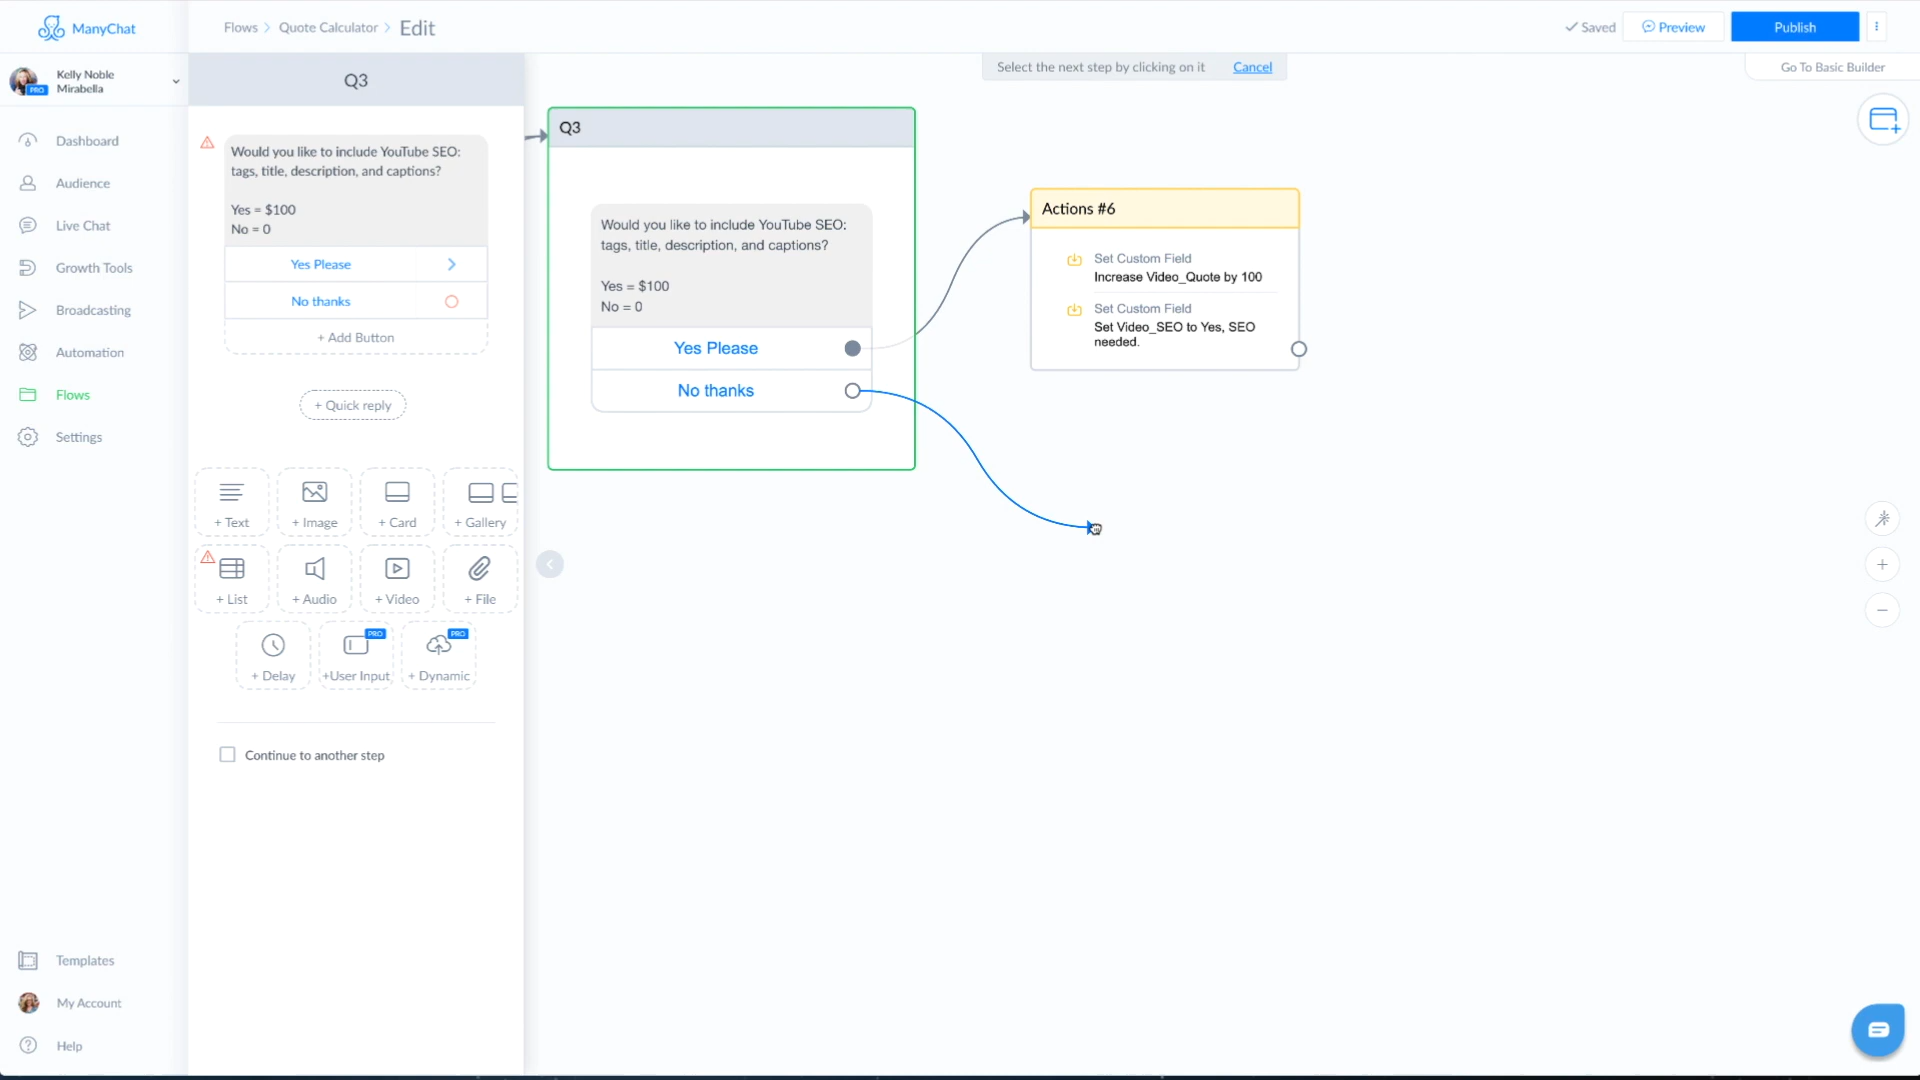 ManyChat
Flows
Quote Calculator
Edit
Saved
Preview
Publish
Kelly Noble
Mirabella
PRO
Q3
Select the next step by clicking on it
Cancel
Go To Basic Builder
Dashboard
Audience
Live Chat
Growth Tools
Broadcasting
Automation
Flows
Settings
Templates
My Account
Help
Would you like to include YouTube SEO:
tags, title, description, and captions?
Yes = $100
No = 0
Yes Please
No thanks
+ Add Button
+ Quick reply
+ Text
+ Image
+ Card
+ Gallery
+ List
+ Audio
+ Video
+ File
PRO
PRO
+ Delay
+User Input
+ Dynamic
Continue to another step
Q3
Would you like to include YouTube SEO:
tags, title, description, and captions?
Yes = $100
No = 0
Yes Please
No thanks
Actions #6
Set Custom Field
Increase Video_Quote by 100
Set Custom Field
Set Video_SEO to Yes, SEO
needed.